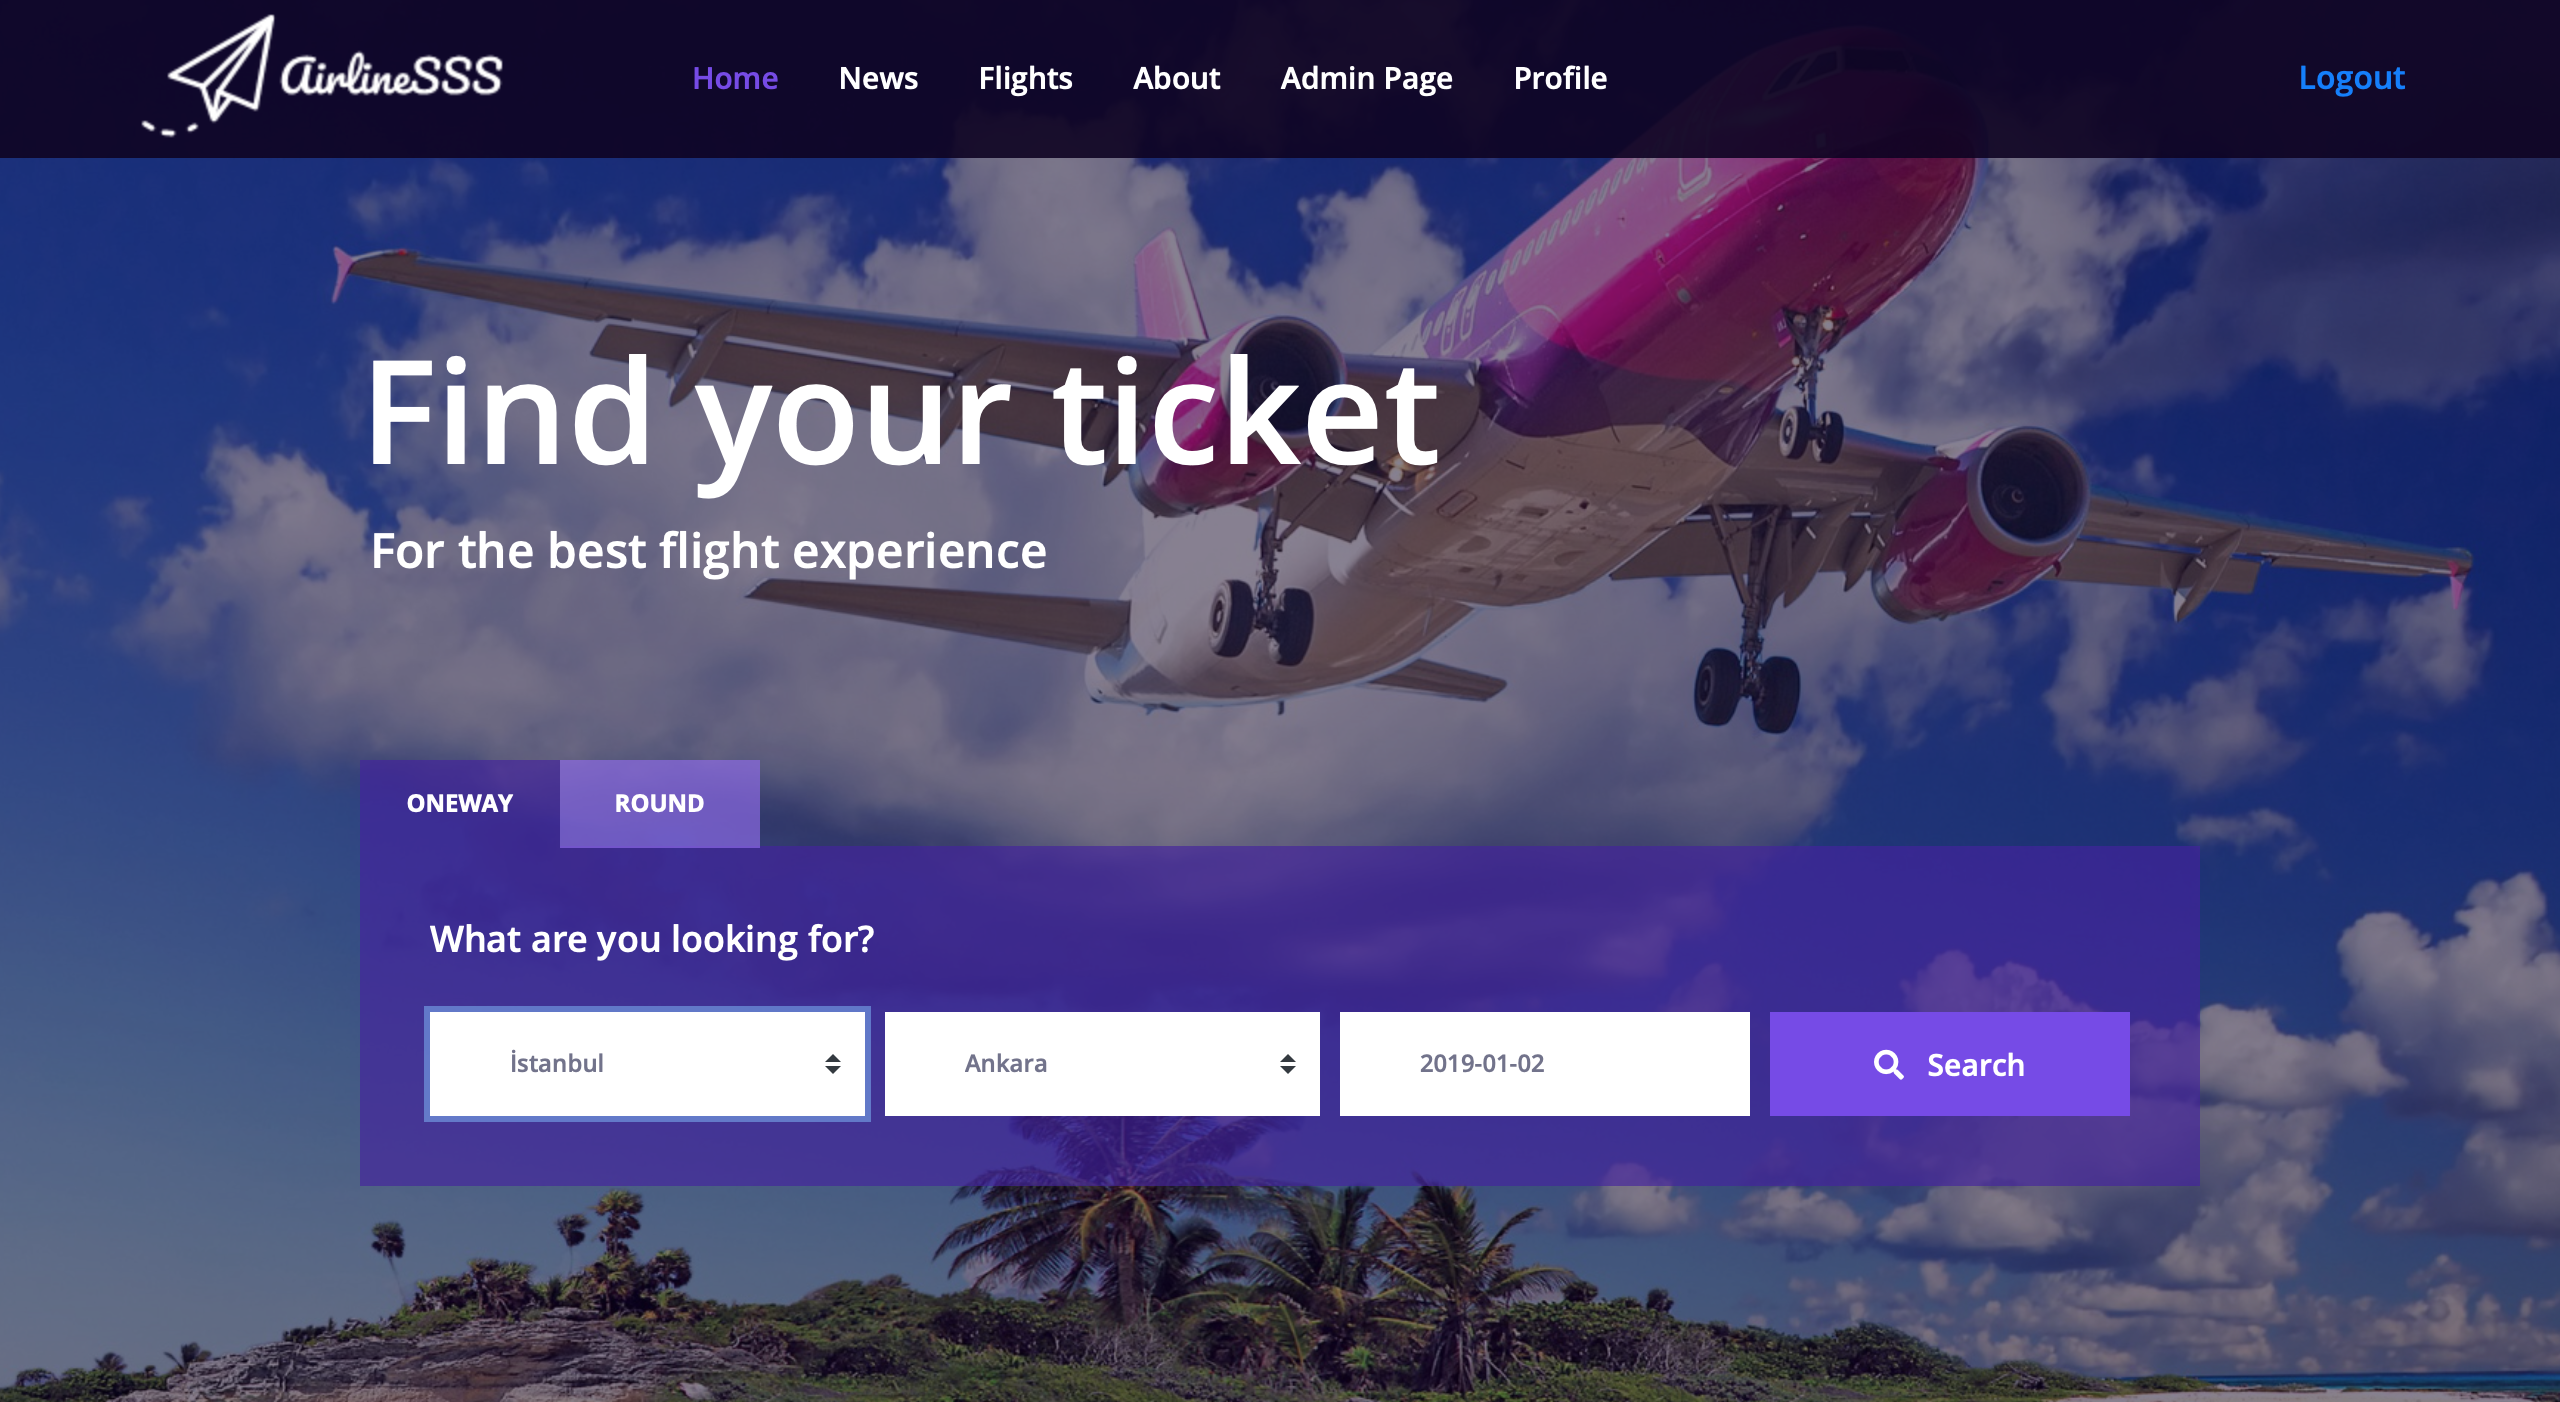 AirlineSSS
Home News Flights About Admin Page Profile Logout
Find your ticket
For the best flight experience
ONEWAY ROUND
What are you looking for?
İstanbul Ankara 2019-01-02 Search